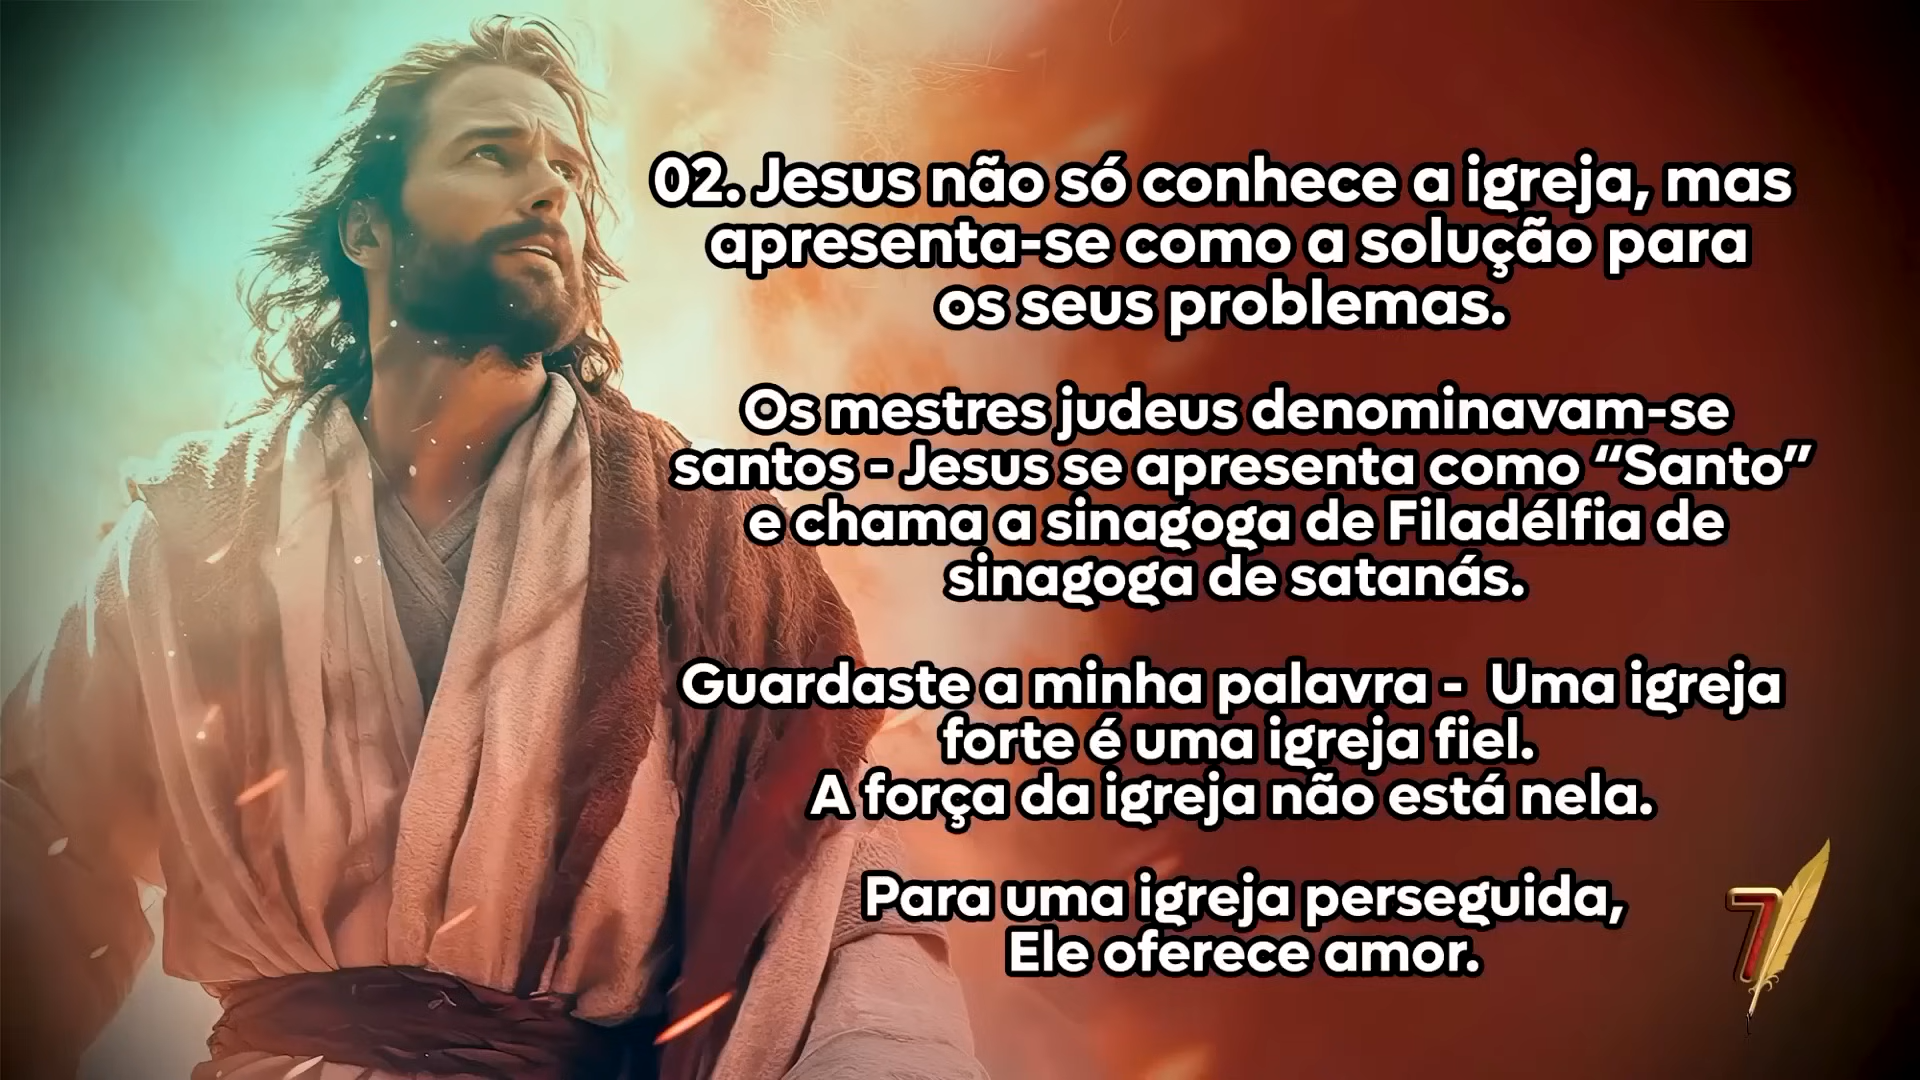 02. Jesus não só conhece a igreja, mas
apresenta-se como a solução para
os seus problemas.
Os mestres judeus denominavam-se
santos - Jesus se apresenta como “Santo”
e chama a sinagoga de Filadélfia de
sinagoga de satanás.
Guardaste a minha palavra - Uma igreja
forte é uma igreja fiel.
A força da igreja não está nela.
Para uma igreja perseguida,
Ele oferece amor.
7